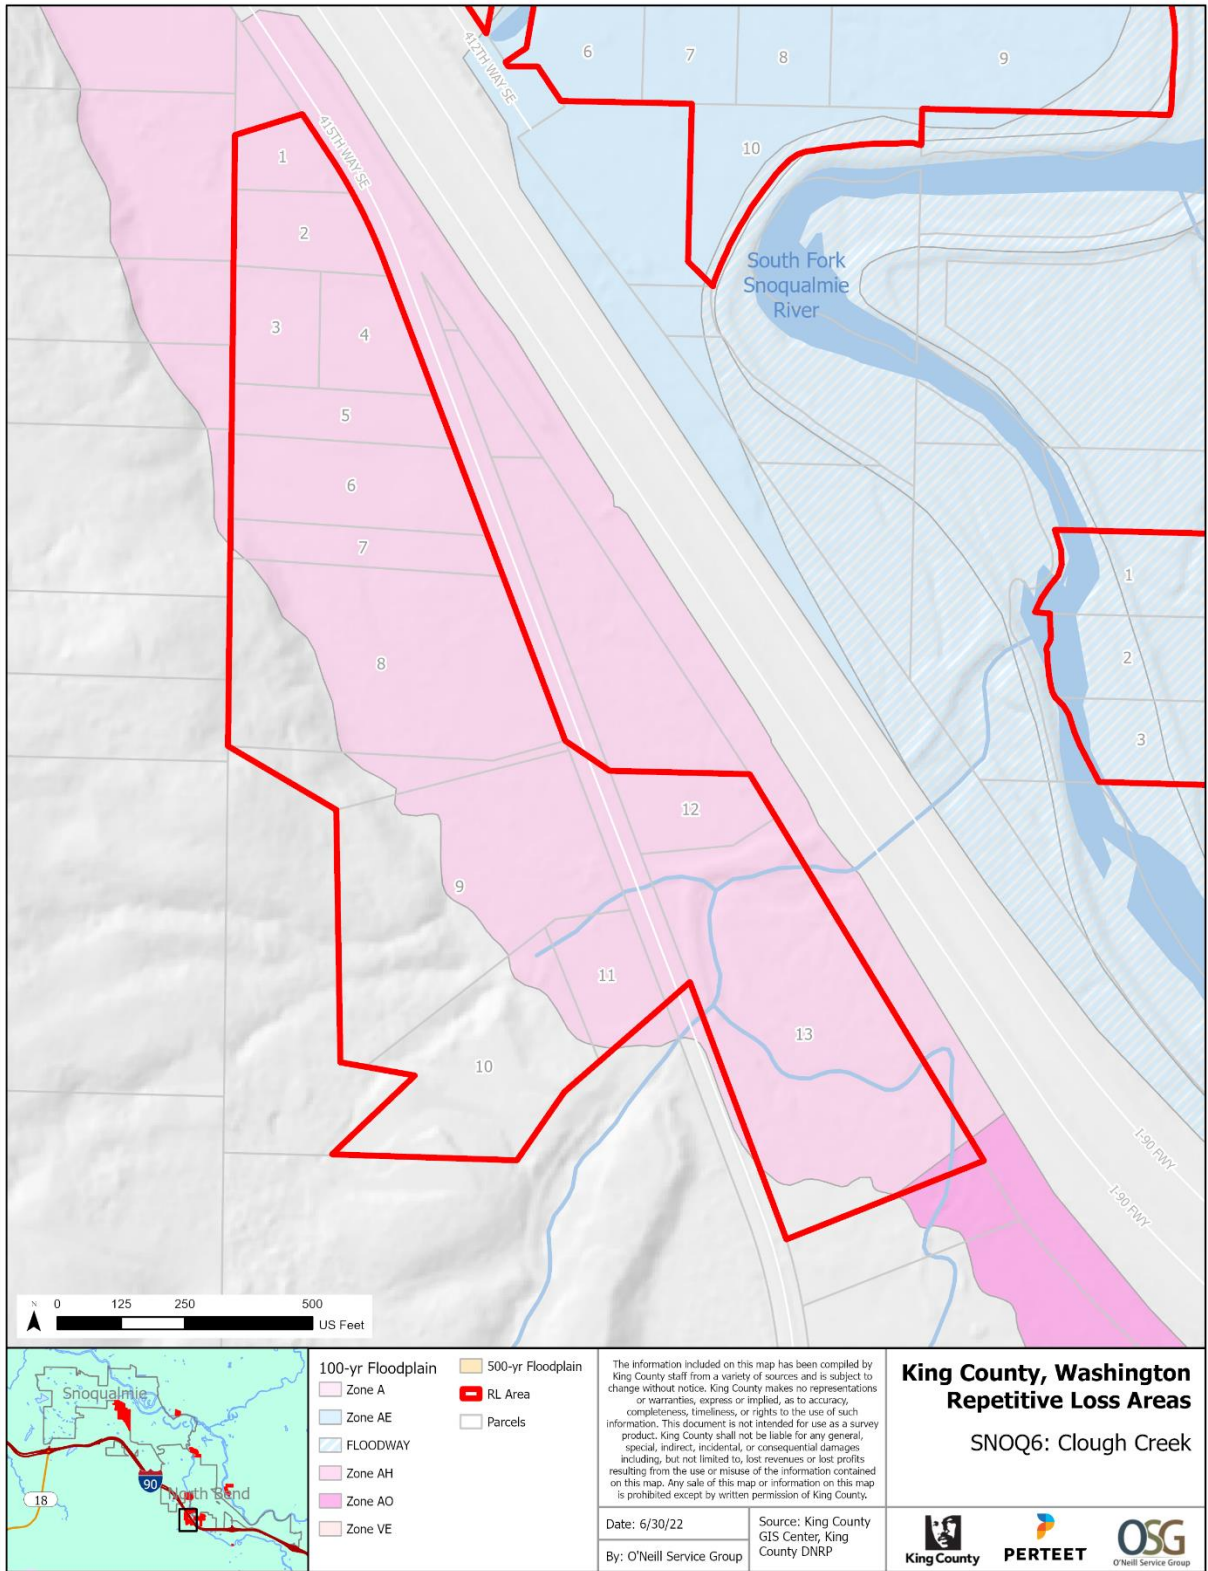 412TH WAY SE
6
7
8
9
415TH WAY SE
1
10
2
South Fork
Snoqualmie
River
3
4
5
6
7
1
8
2
3
12
9
11
13
10
I-90 FWY
I-90 FWY
N
0 125 250 500
US Feet
Snoqualmie
90
18
North Bend
100-yr Floodplain
Zone A
Zone AE
FLOODWAY
Zone AH
Zone AO
Zone VE
500-yr Floodplain
RL Area
Parcels
The information included on this map has been compiled by
King County staff from a variety of sources and is subject to
change without notice. King County makes no representations
or warranties, express or implied, as to accuracy,
completeness, timeliness, or rights to the use of such
information. This document is not intended for use as a survey
product. King County shall not be liable for any general,
special, indirect, incidental, or consequential damages
including, but not limited to, lost revenues or lost profits
resulting from the use or misuse of the information contained
on this map. Any sale of this map or information on this map
is prohibited except by written permission of King County.
Date: 6/30/22
By: O'Neill Service Group
Source: King County
GIS Center, King
County DNRP
King County, Washington
Repetitive Loss Areas
SNOQ6: Clough Creek
King County
PERTEET
OSG
O'Neill Service Group